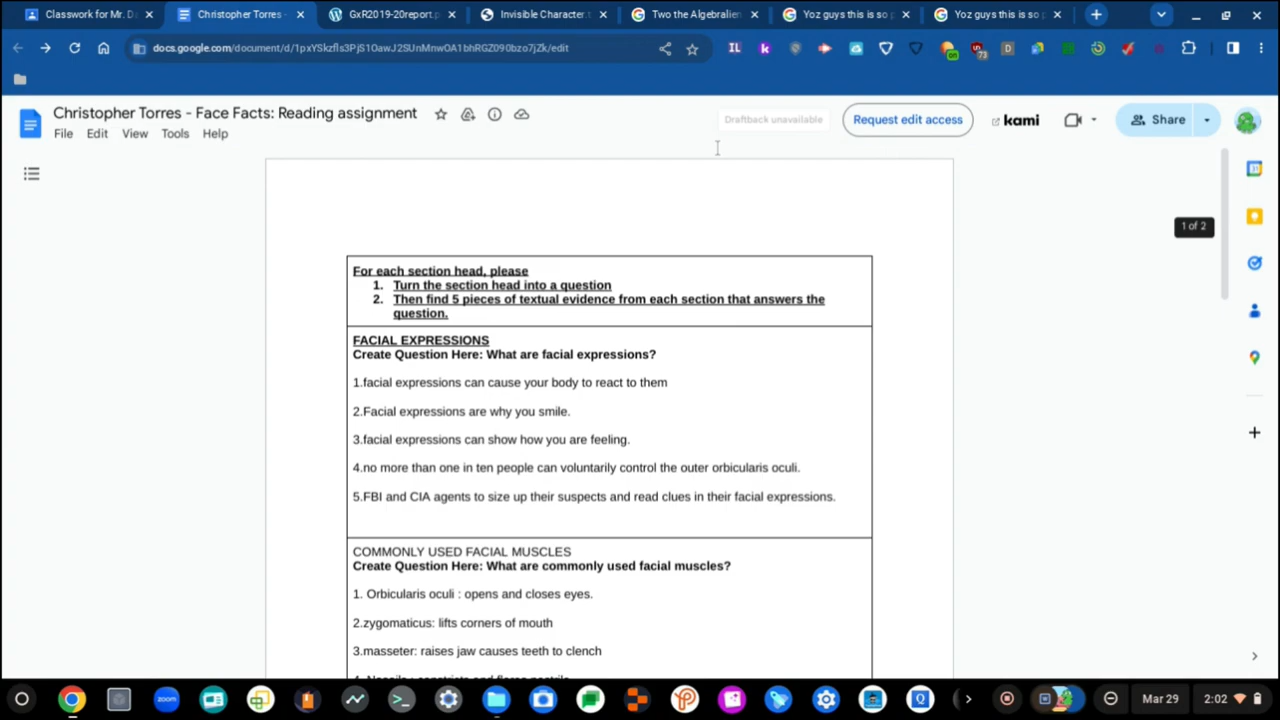 Classwork for Mr. D
Christopher Torres -
GxR2019-20report.p
Invisible Character.t
Two the Algebralien
Yoz guys this is so p
Yoz guys this is so p
docs.google.com/document/d/1pxYSkzfls3PjS1OawJ2SUnMnwOA1bhRGZ090bzo7jZk/edit
Christopher Torres - Face Facts: Reading assignment
File Edit View Tools Help
Draftback unavailable
Request edit access
kami
Share
1 of 2
For each section head, please
1. Turn the section head into a question
2. Then find 5 pieces of textual evidence from each section that answers the
question.
FACIAL EXPRESSIONS
Create Question Here: What are facial expressions?
1.facial expressions can cause your body to react to them
2.Facial expressions are why you smile.
3.facial expressions can show how you are feeling.
4.no more than one in ten people can voluntarily control the outer orbicularis oculi.
5.FBI and CIA agents to size up their suspects and read clues in their facial expressions.
COMMONLY USED FACIAL MUSCLES
Create Question Here: What are commonly used facial muscles?
1. Orbicularis oculi : opens and closes eyes.
2.zygomaticus: lifts corners of mouth
3.masseter: raises jaw causes teeth to clench
zoom
Mar 29
2:02